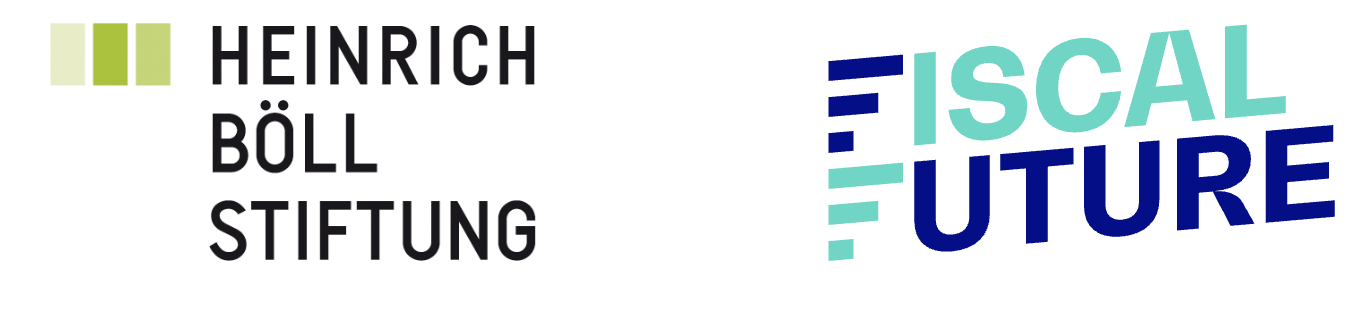 HEINRICH
BÖLL
STIFTUNG
FISCAL
FUTURE